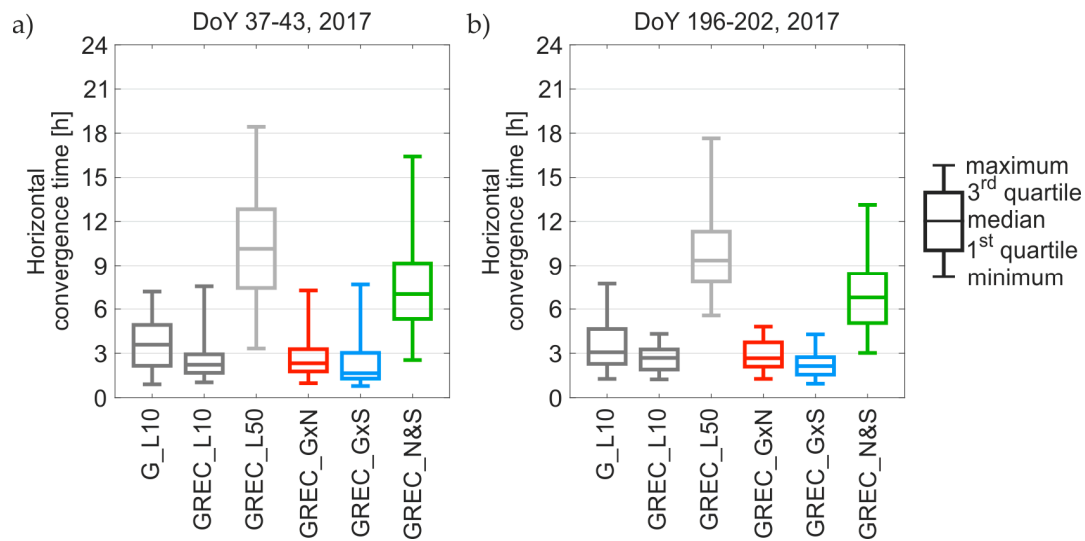 a)
DoY 37-43, 2017
Horizontal
convergence time [h]
24
21
18
15
12
9
6
3
0
G_L10
GREC_L10
GREC_L50
GREC_GxN
GREC_GxS
GREC_N&S
b)
DoY 196-202, 2017
Horizontal
convergence time [h]
24
21
18
15
12
9
6
3
0
G_L10
GREC_L10
GREC_L50
GREC_GxN
GREC_GxS
GREC_N&S
maximum
3rd quartile
median
1st quartile
minimum